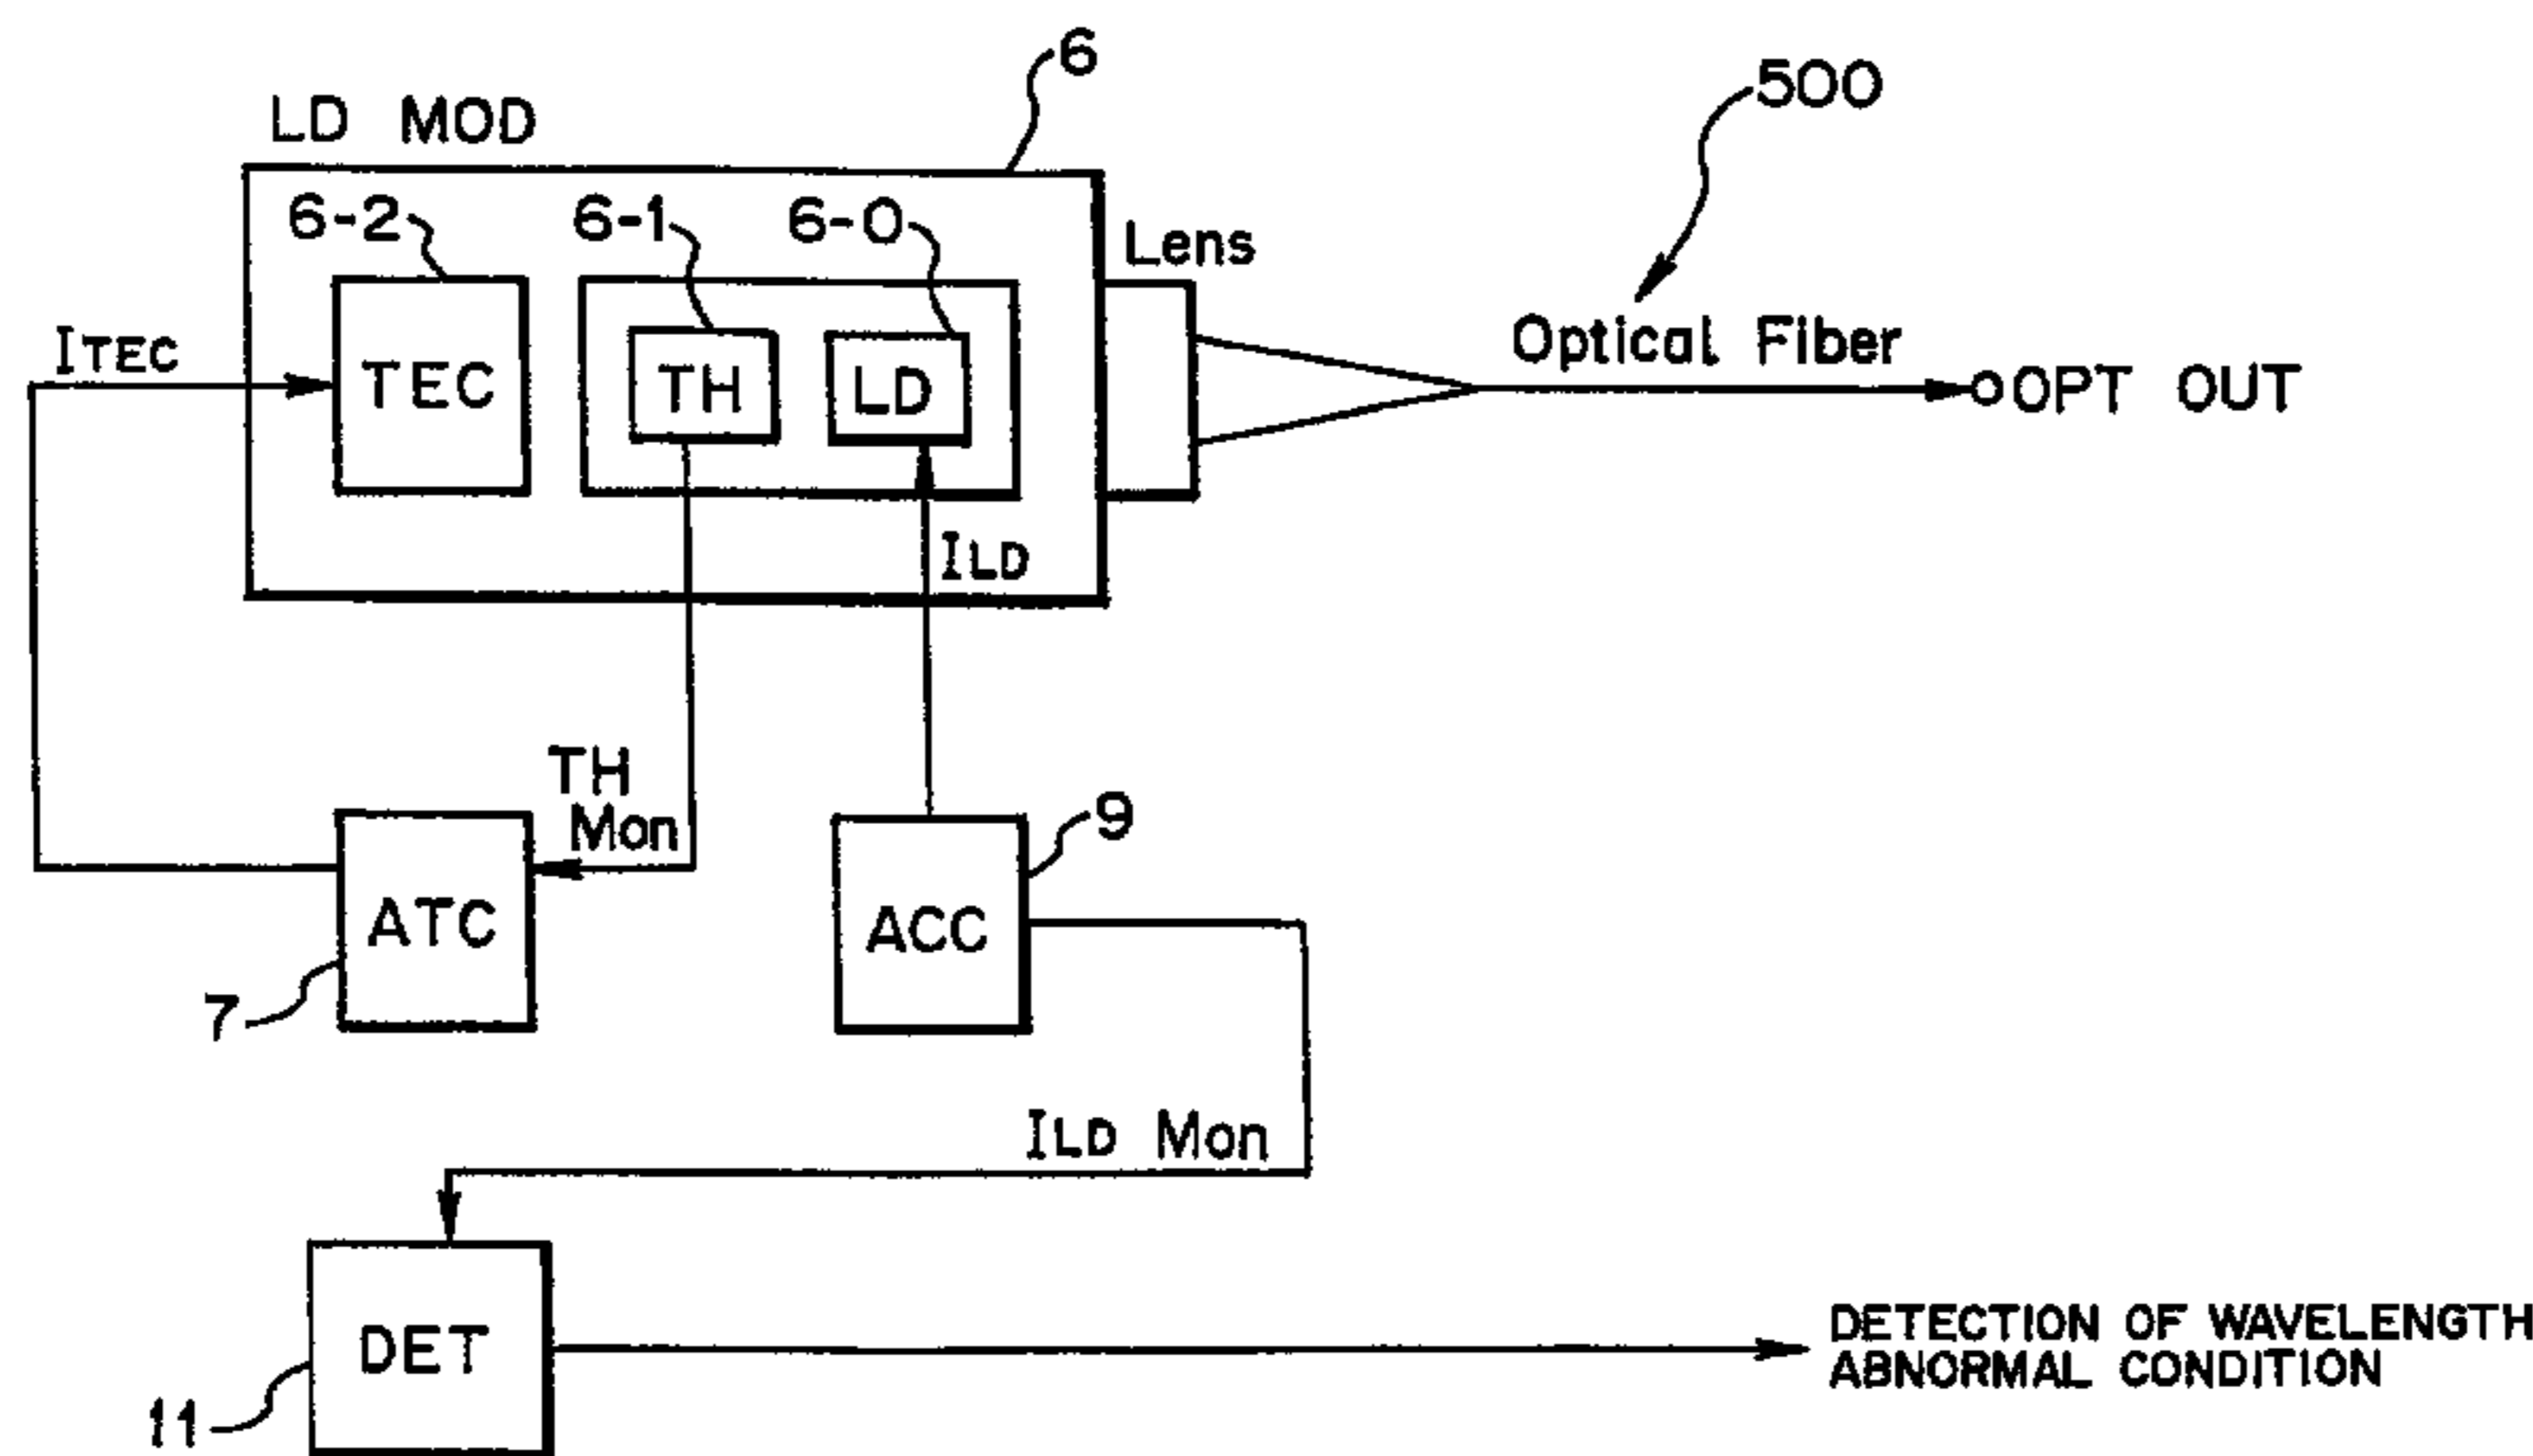 6
500
LD MOD
6-2
6-1
6-0
Lens
ITEC
TEC
TH
LD
Optical Fiber
OPT OUT
ILD
TH
Mon
9
ATC
ACC
7
ILD Mon
DET
DETECTION OF WAVELENGTH
ABNORMAL CONDITION
11